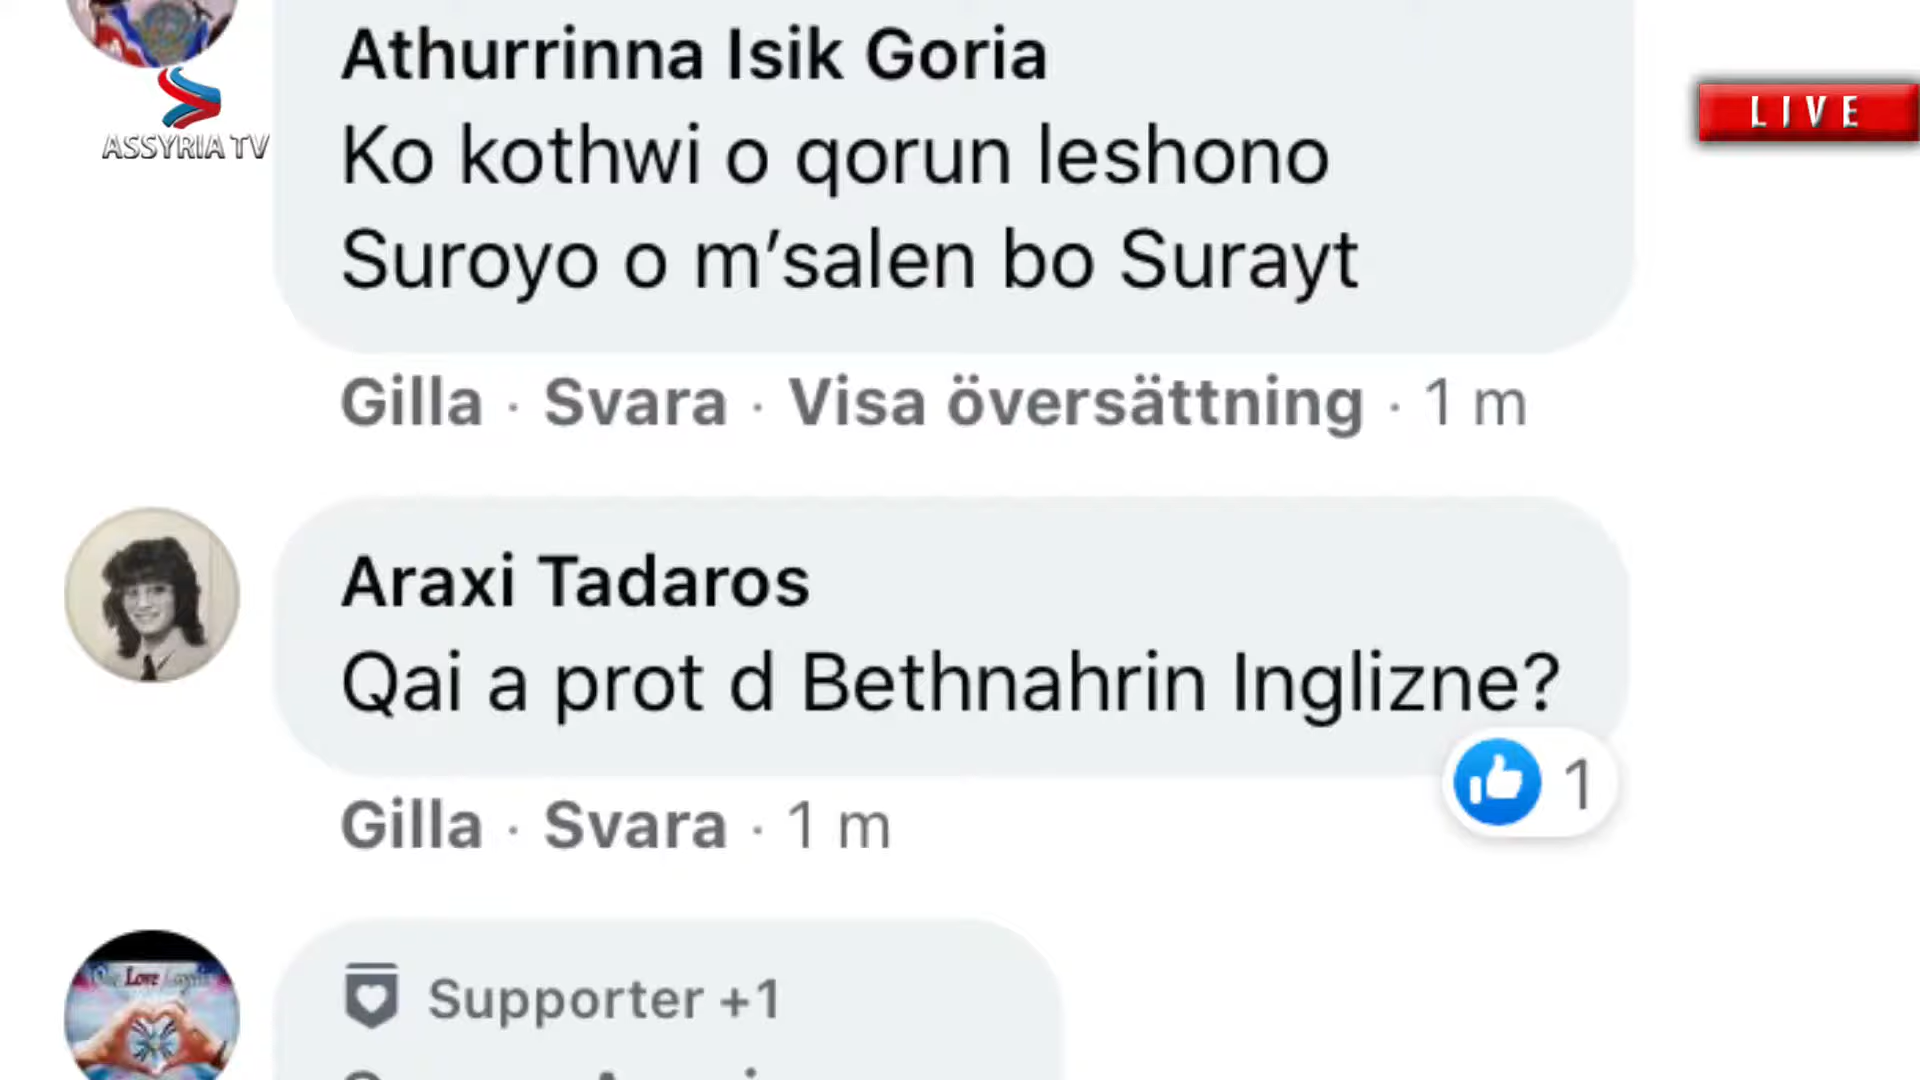 Athurrinna Isik Goria
ASSYRIA TV
LIVE
Ko kothwi o qorun leshono
Suroyo o m’salen bo Surayt
Gilla · Svara · Visa översättning · 1 m
Araxi Tadaros
Qai a prot d Bethnahrin Inglizne?
1
Gilla · Svara · 1 m
Love
Supporter +1